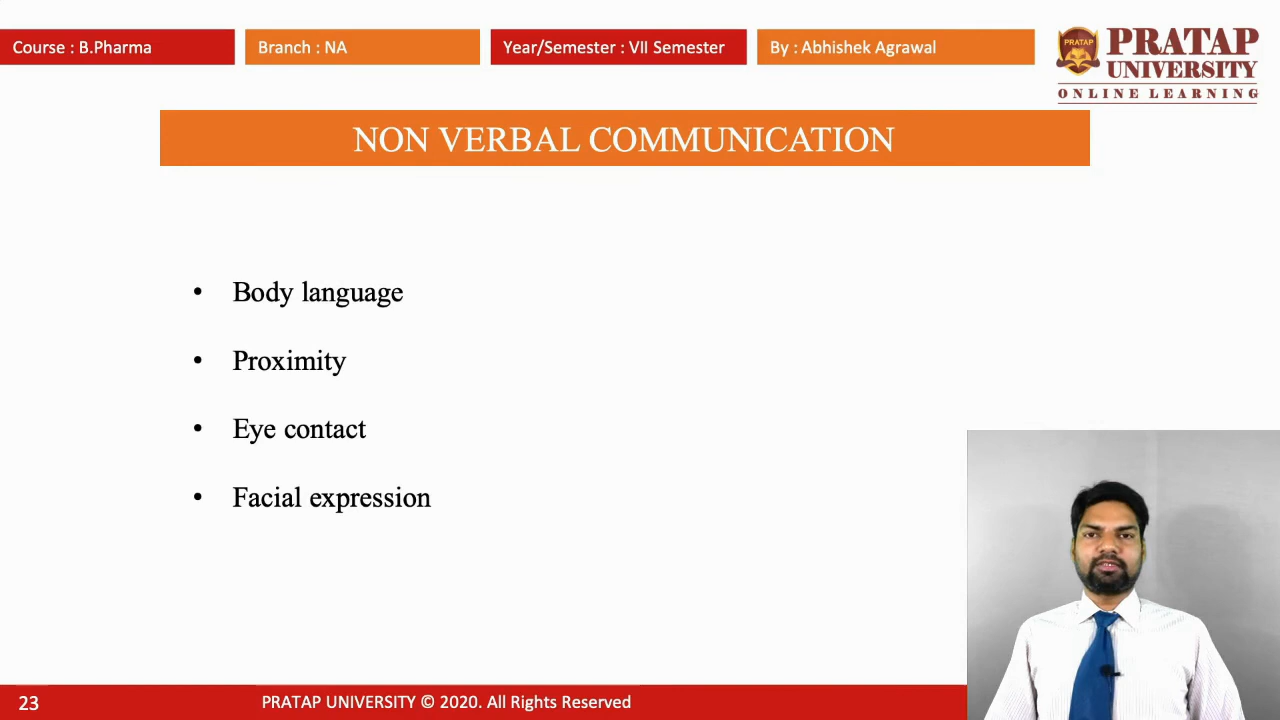 Course : B.Pharma
Branch : NA
Year/Semester : VII Semester
By : Abhishek Agrawal
PRATAP
PRATAP
UNIVERSITY
ONLINE LEARNING
NON VERBAL COMMUNICATION
• Body language
• Proximity
• Eye contact
• Facial expression
23
PRATAP UNIVERSITY © 2020. All Rights Reserved